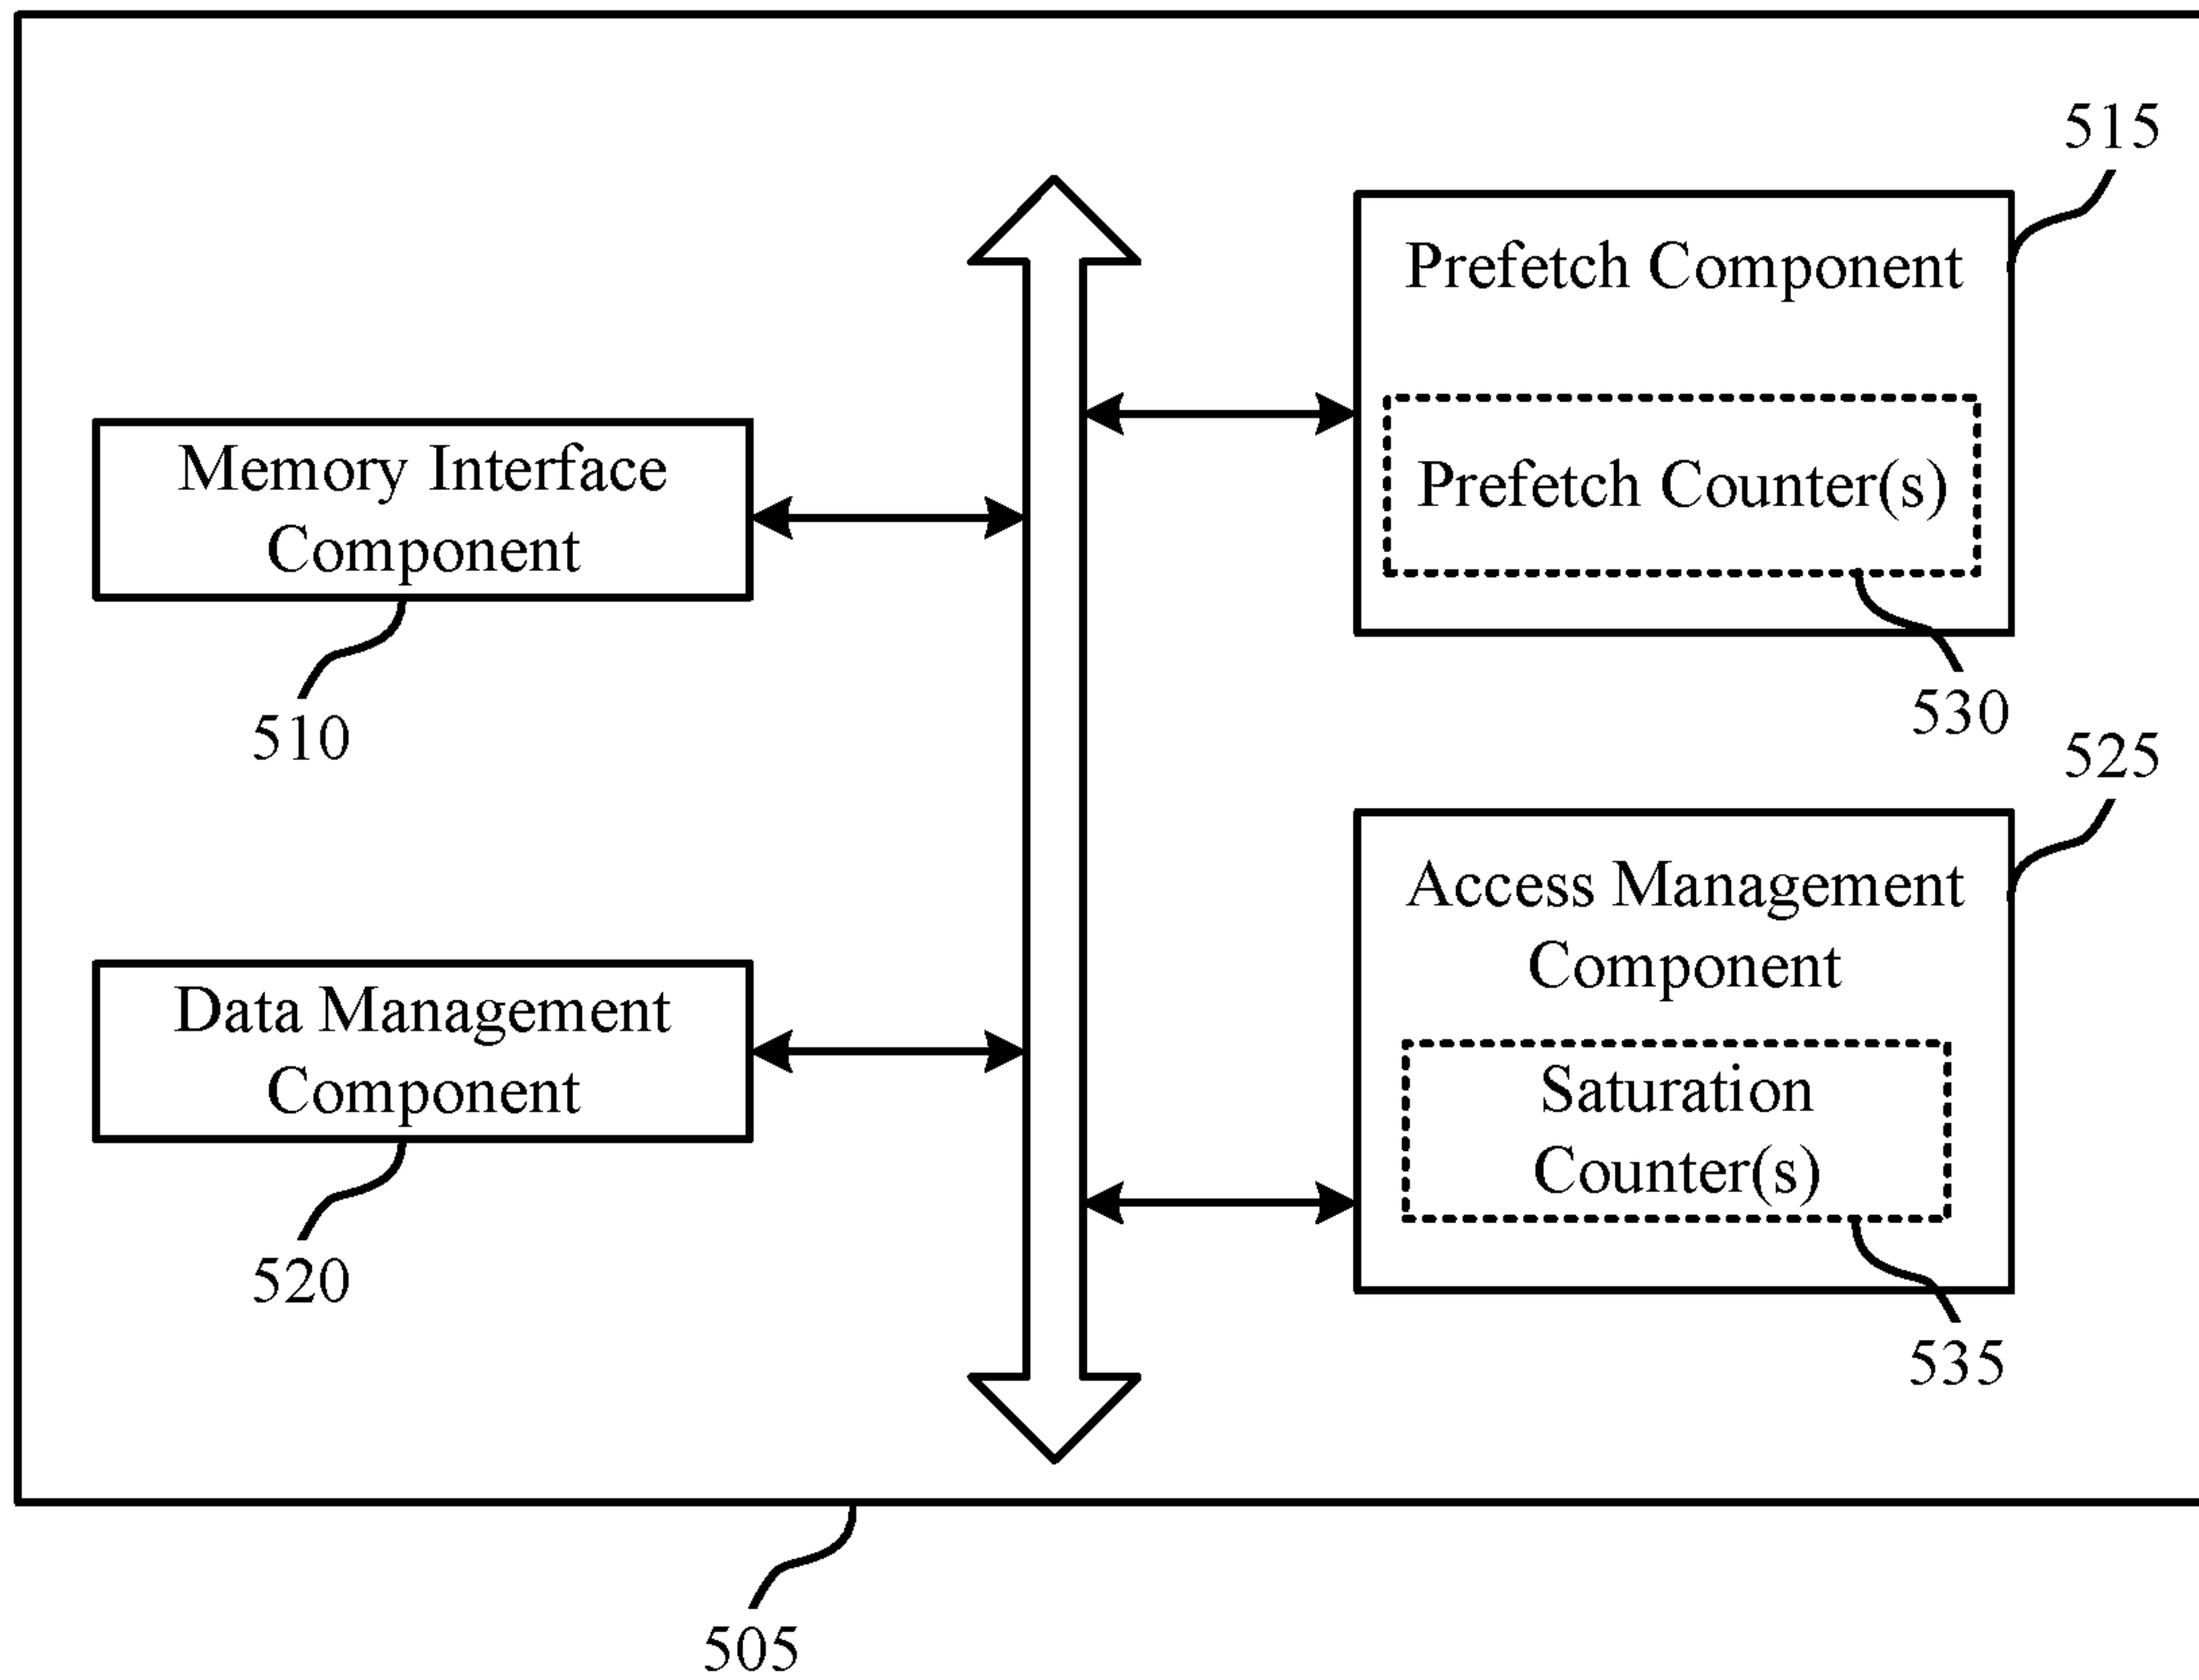 515
Prefetch Component
Prefetch Counter(s)
530
Memory Interface
Component
510
525
Access Management
Component
Saturation
Counter(s)
535
Data Management
Component
520
505